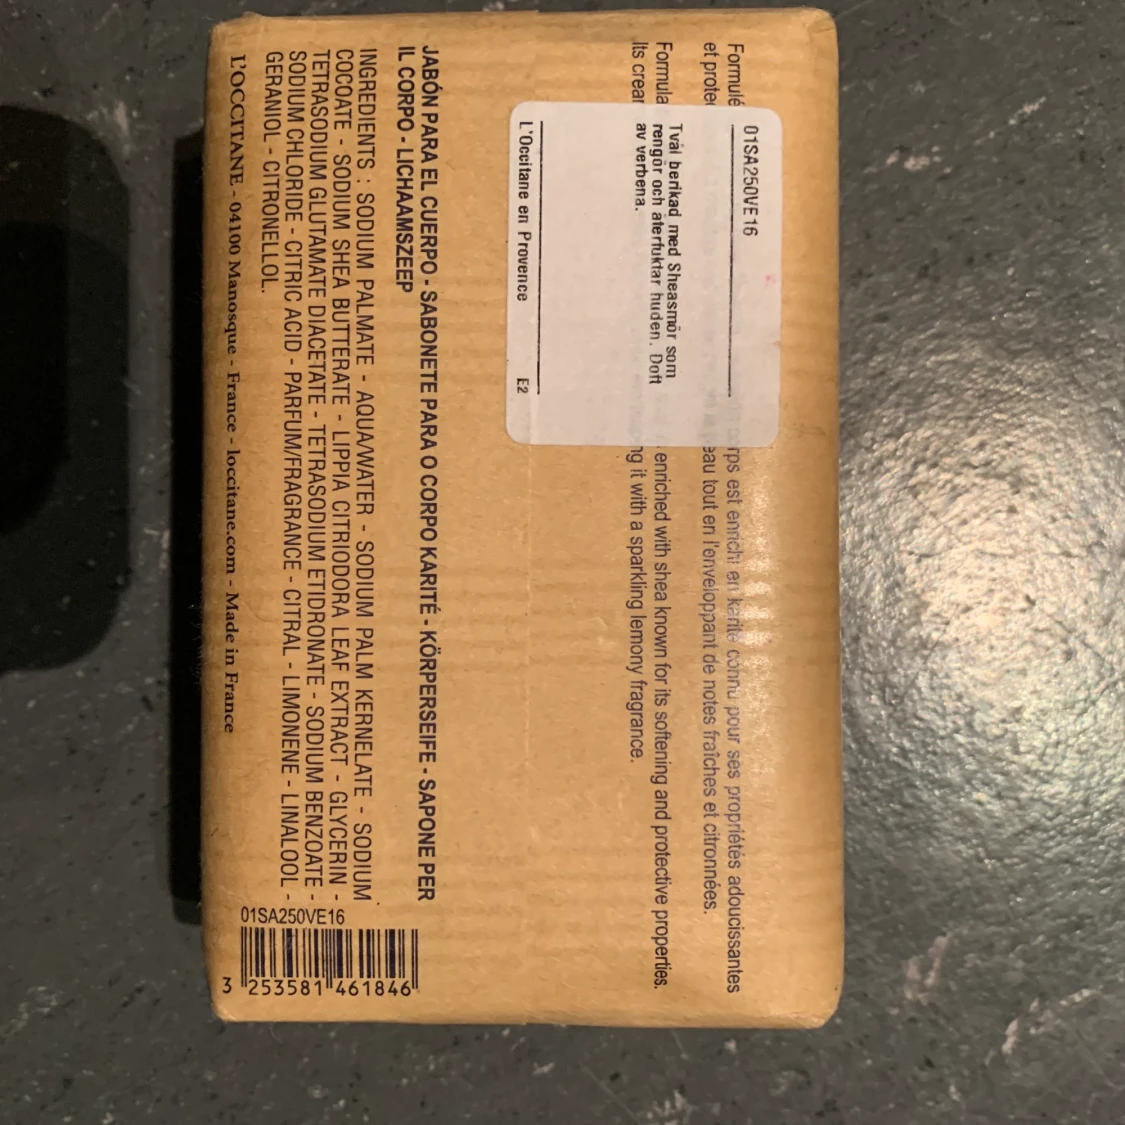 Formulé rps est enrichi en karité connu pour ses propriétés adoucissantes
et proté eau tout en l'enveloppant de notes fraîches et citronnées.
Formula enriched with shea known for its softening and protective properties.
Its crea ng it with a sparkling lemony fragrance.
01SA250VE16
Tvål berikad med Sheasmör som
rengör och återfuktar huden. Doft
av verbena.
L'Occitane en Provence E2
JABÓN PARA EL CUERPO - SABONETE PARA O CORPO KARITÉ - KÖRPERSEIFE - SAPONE PER
IL CORPO - LICHAAMSZEEP
INGREDIENTS : SODIUM PALMATE - AQUA/WATER - SODIUM PALM KERNELATE - SODIUM
COCOATE - SODIUM SHEA BUTTERATE - LIPPIA CITRIODORA LEAF EXTRACT - GLYCERIN -
TETRASODIUM GLUTAMATE DIACETATE - TETRASODIUM ETIDRONATE - SODIUM BENZOATE -
SODIUM CHLORIDE - CITRIC ACID - PARFUM/FRAGRANCE - CITRAL - LIMONENE - LINALOOL -
GERANIOL - CITRONELLOL.
L'OCCITANE - 04100 Manosque - France - loccitane.com - Made in France
01SA250VE16
3 253581 461846